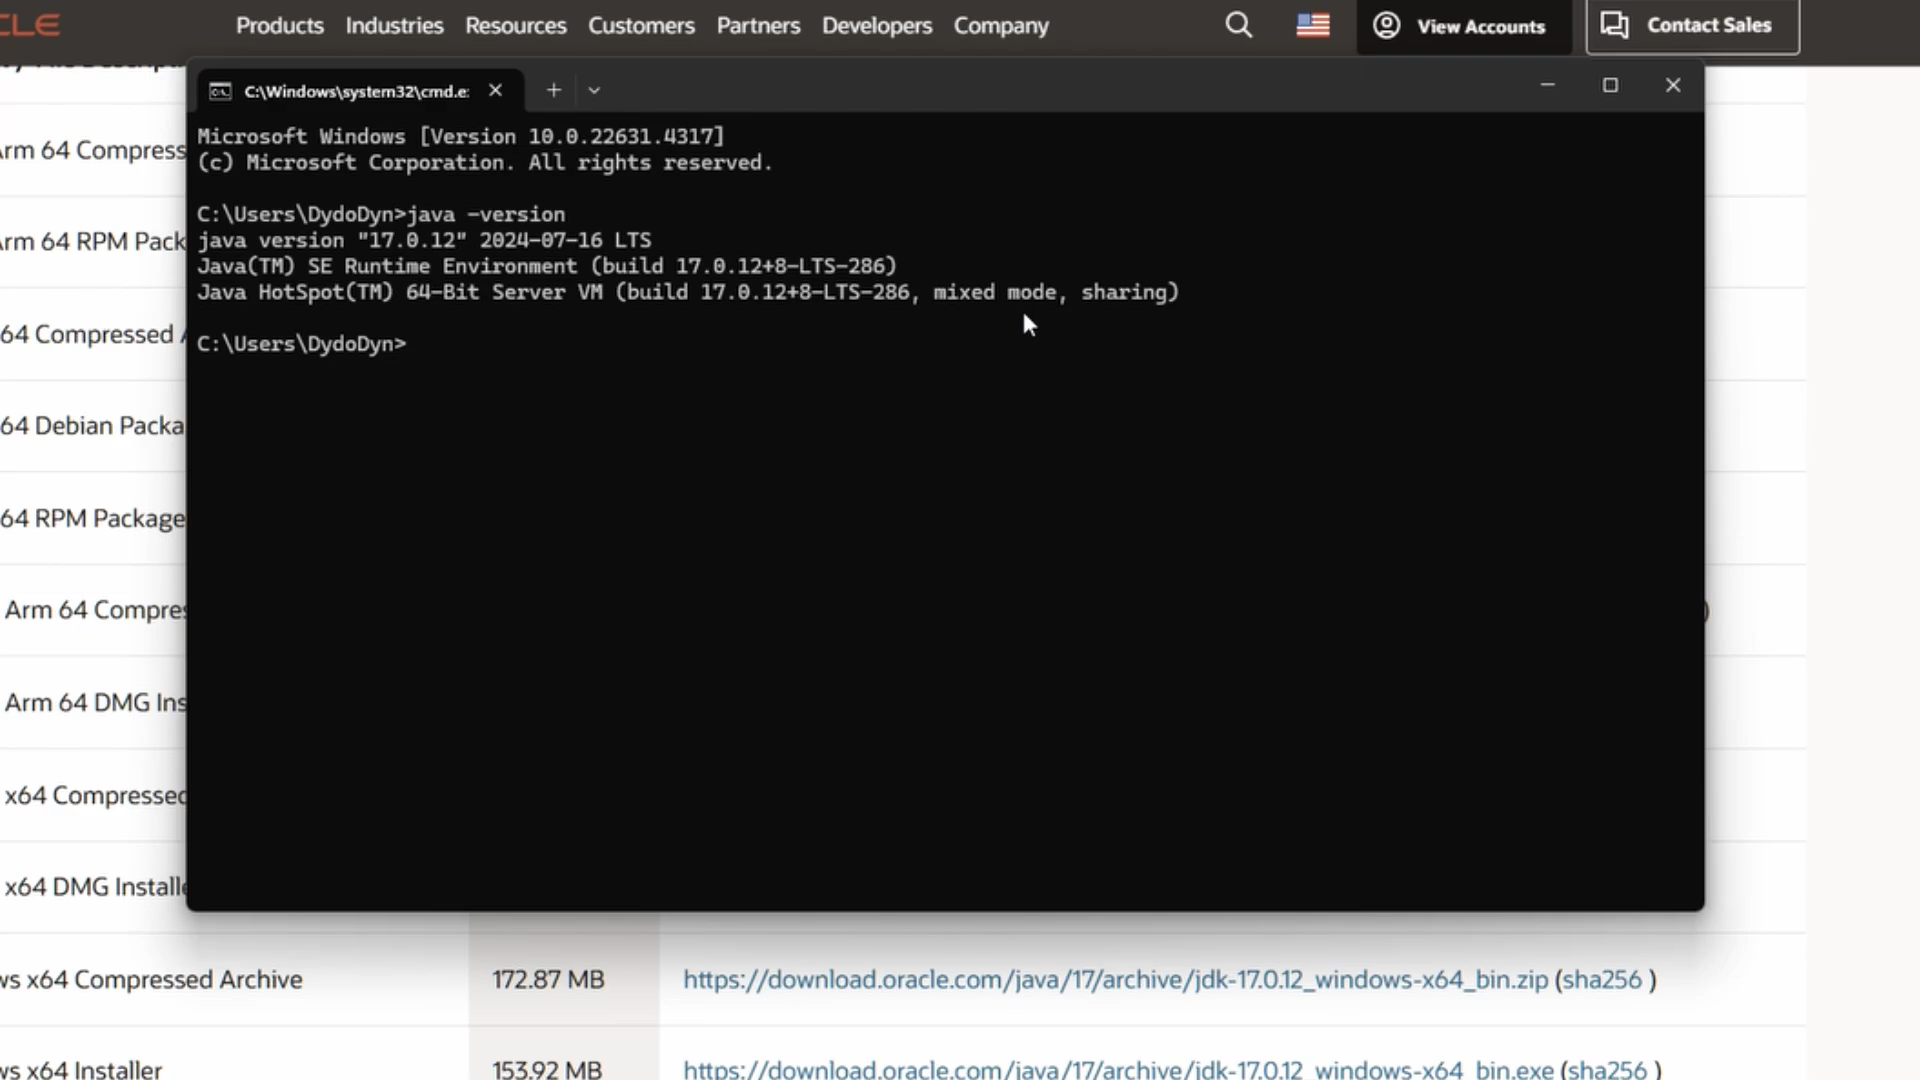 CLE
Products Industries Resources Customers Partners Developers Company
View Accounts
Contact Sales
C:\Windows\system32\cmd.e:
Microsoft Windows [Version 10.0.22631.4317]
(c) Microsoft Corporation. All rights reserved.
C:\Users\DydoDyn>java -version
java version "17.0.12" 2024-07-16 LTS
Java(TM) SE Runtime Environment (build 17.0.12+8-LTS-286)
Java HotSpot(TM) 64-Bit Server VM (build 17.0.12+8-LTS-286, mixed mode, sharing)
C:\Users\DydoDyn>
rm 64 Compress
rm 64 RPM Pack
64 Compressed
64 Debian Packa
64 RPM Package
Arm 64 Compres
)
Arm 64 DMG Ins
x64 Compressed
x64 DMG Installe
ws x64 Compressed Archive 172.87 MB https://download.oracle.com/java/17/archive/jdk-17.0.12_windows-x64_bin.zip (sha256 )
ws x64 Installer 153.92 MB https://download.oracle.com/java/17/archive/jdk-17.0.12_windows-x64_bin.exe (sha256 )